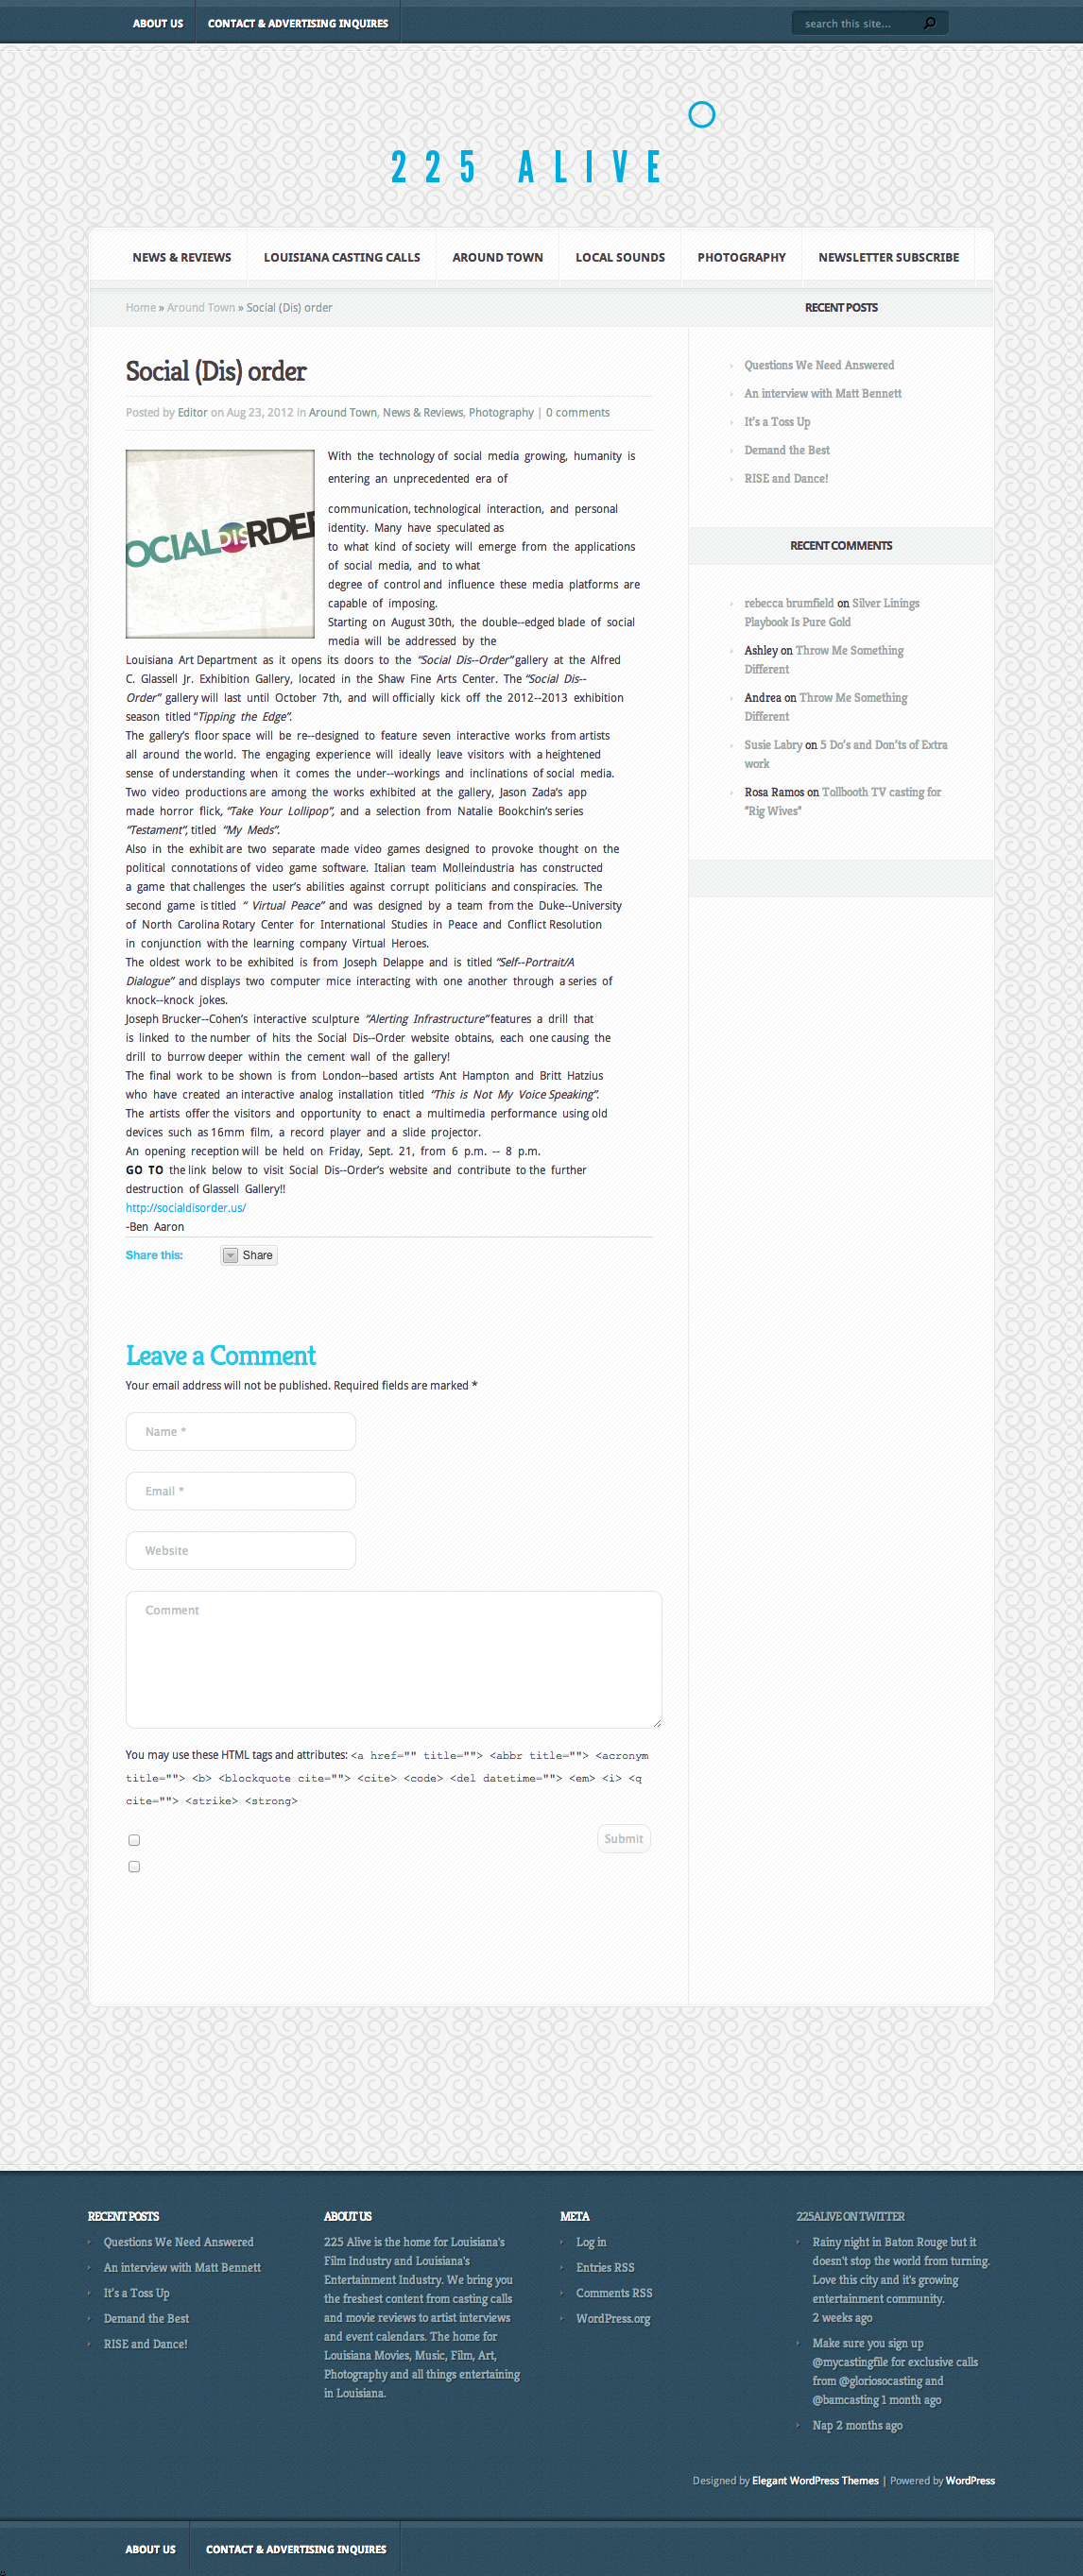 ABOUT US
CONTACT & ADVERTISING INQUIRES
search this site...
225 ALIVE
NEWS & REVIEWS
LOUISIANA CASTING CALLS
AROUND TOWN
LOCAL SOUNDS
PHOTOGRAPHY
NEWSLETTER SUBSCRIBE
Home » Around Town » Social (Dis) order
Social (Dis) order
Posted by Editor on Aug 23, 2012 in Around Town, News & Reviews, Photography | 0 comments
OCIAL DIS RDER
With the technology of social media growing, humanity is
entering an unprecedented era of
communication, technological interaction, and personal
identity. Many have speculated as
to what kind of society will emerge from the applications
of social media, and to what
degree of control and influence these media platforms are
capable of imposing.
Starting on August 30th, the double-‐edged blade of social
media will be addressed by the
Louisiana Art Department as it opens its doors to the “Social Dis-‐Order” gallery at the Alfred
C. Glassell Jr. Exhibition Gallery, located in the Shaw Fine Arts Center. The “Social Dis-‐
Order” gallery will last until October 7th, and will officially kick off the 2012-‐2013 exhibition
season titled “Tipping the Edge”.
The gallery’s floor space will be re-‐designed to feature seven interactive works from artists
all around the world. The engaging experience will ideally leave visitors with a heightened
sense of understanding when it comes the under-‐workings and inclinations of social media.
Two video productions are among the works exhibited at the gallery, Jason Zada’s app
made horror flick, “Take Your Lollipop”, and a selection from Natalie Bookchin’s series
“Testament”, titled “My Meds”.
Also in the exhibit are two separate made video games designed to provoke thought on the
political connotations of video game software. Italian team Molleindustria has constructed
a game that challenges the user’s abilities against corrupt politicians and conspiracies. The
second game is titled “ Virtual Peace” and was designed by a team from the Duke-‐University
of North Carolina Rotary Center for International Studies in Peace and Conflict Resolution
in conjunction with the learning company Virtual Heroes.
The oldest work to be exhibited is from Joseph Delappe and is titled “Self-‐Portrait/A
Dialogue” and displays two computer mice interacting with one another through a series of
knock-‐knock jokes.
Joseph Brucker-‐Cohen’s interactive sculpture “Alerting Infrastructure” features a drill that
is linked to the number of hits the Social Dis-‐Order website obtains, each one causing the
drill to burrow deeper within the cement wall of the gallery!
The final work to be shown is from London-‐based artists Ant Hampton and Britt Hatzius
who have created an interactive analog installation titled “This is Not My Voice Speaking”.
The artists offer the visitors and opportunity to enact a multimedia performance using old
devices such as 16mm film, a record player and a slide projector.
An opening reception will be held on Friday, Sept. 21, from 6 p.m. -‐ 8 p.m.
GO TO the link below to visit Social Dis-‐Order’s website and contribute to the further
destruction of Glassell Gallery!!
http://socialdisorder.us/
-Ben Aaron
Share this:
Share
Leave a Comment
Your email address will not be published. Required fields are marked *
Name *
Email *
Website
Comment
You may use these HTML tags and attributes: <a href="" title=""> <abbr title=""> <acronym
title=""> <b> <blockquote cite=""> <cite> <code> <del datetime=""> <em> <i> <q
cite=""> <strike> <strong>
Submit
RECENT POSTS
Questions We Need Answered
An interview with Matt Bennett
It’s a Toss Up
Demand the Best
RISE and Dance!
RECENT COMMENTS
rebecca brumfield on Silver Linings
Playbook Is Pure Gold
Ashley on Throw Me Something
Different
Andrea on Throw Me Something
Different
Susie Labry on 5 Do’s and Don’ts of Extra
work
Rosa Ramos on Tollbooth TV casting for
“Rig Wives”
RECENT POSTS
Questions We Need Answered
An interview with Matt Bennett
It’s a Toss Up
Demand the Best
RISE and Dance!
ABOUT US
225 Alive is the home for Louisiana's
Film Industry and Louisiana's
Entertainment Industry. We bring you
the freshest content from casting calls
and movie reviews to artist interviews
and event calendars. The home for
Louisiana Movies, Music, Film, Art,
Photography and all things entertaining
in Louisiana.
META
Log in
Entries RSS
Comments RSS
WordPress.org
225ALIVE ON TWITTER
Rainy night in Baton Rouge but it
doesn't stop the world from turning.
Love this city and it's growing
entertainment community.
2 weeks ago
Make sure you sign up
@mycastingfile for exclusive calls
from @gloriosocasting and
@bamcasting 1 month ago
Nap 2 months ago
Designed by Elegant WordPress Themes | Powered by WordPress
ABOUT US
CONTACT & ADVERTISING INQUIRES